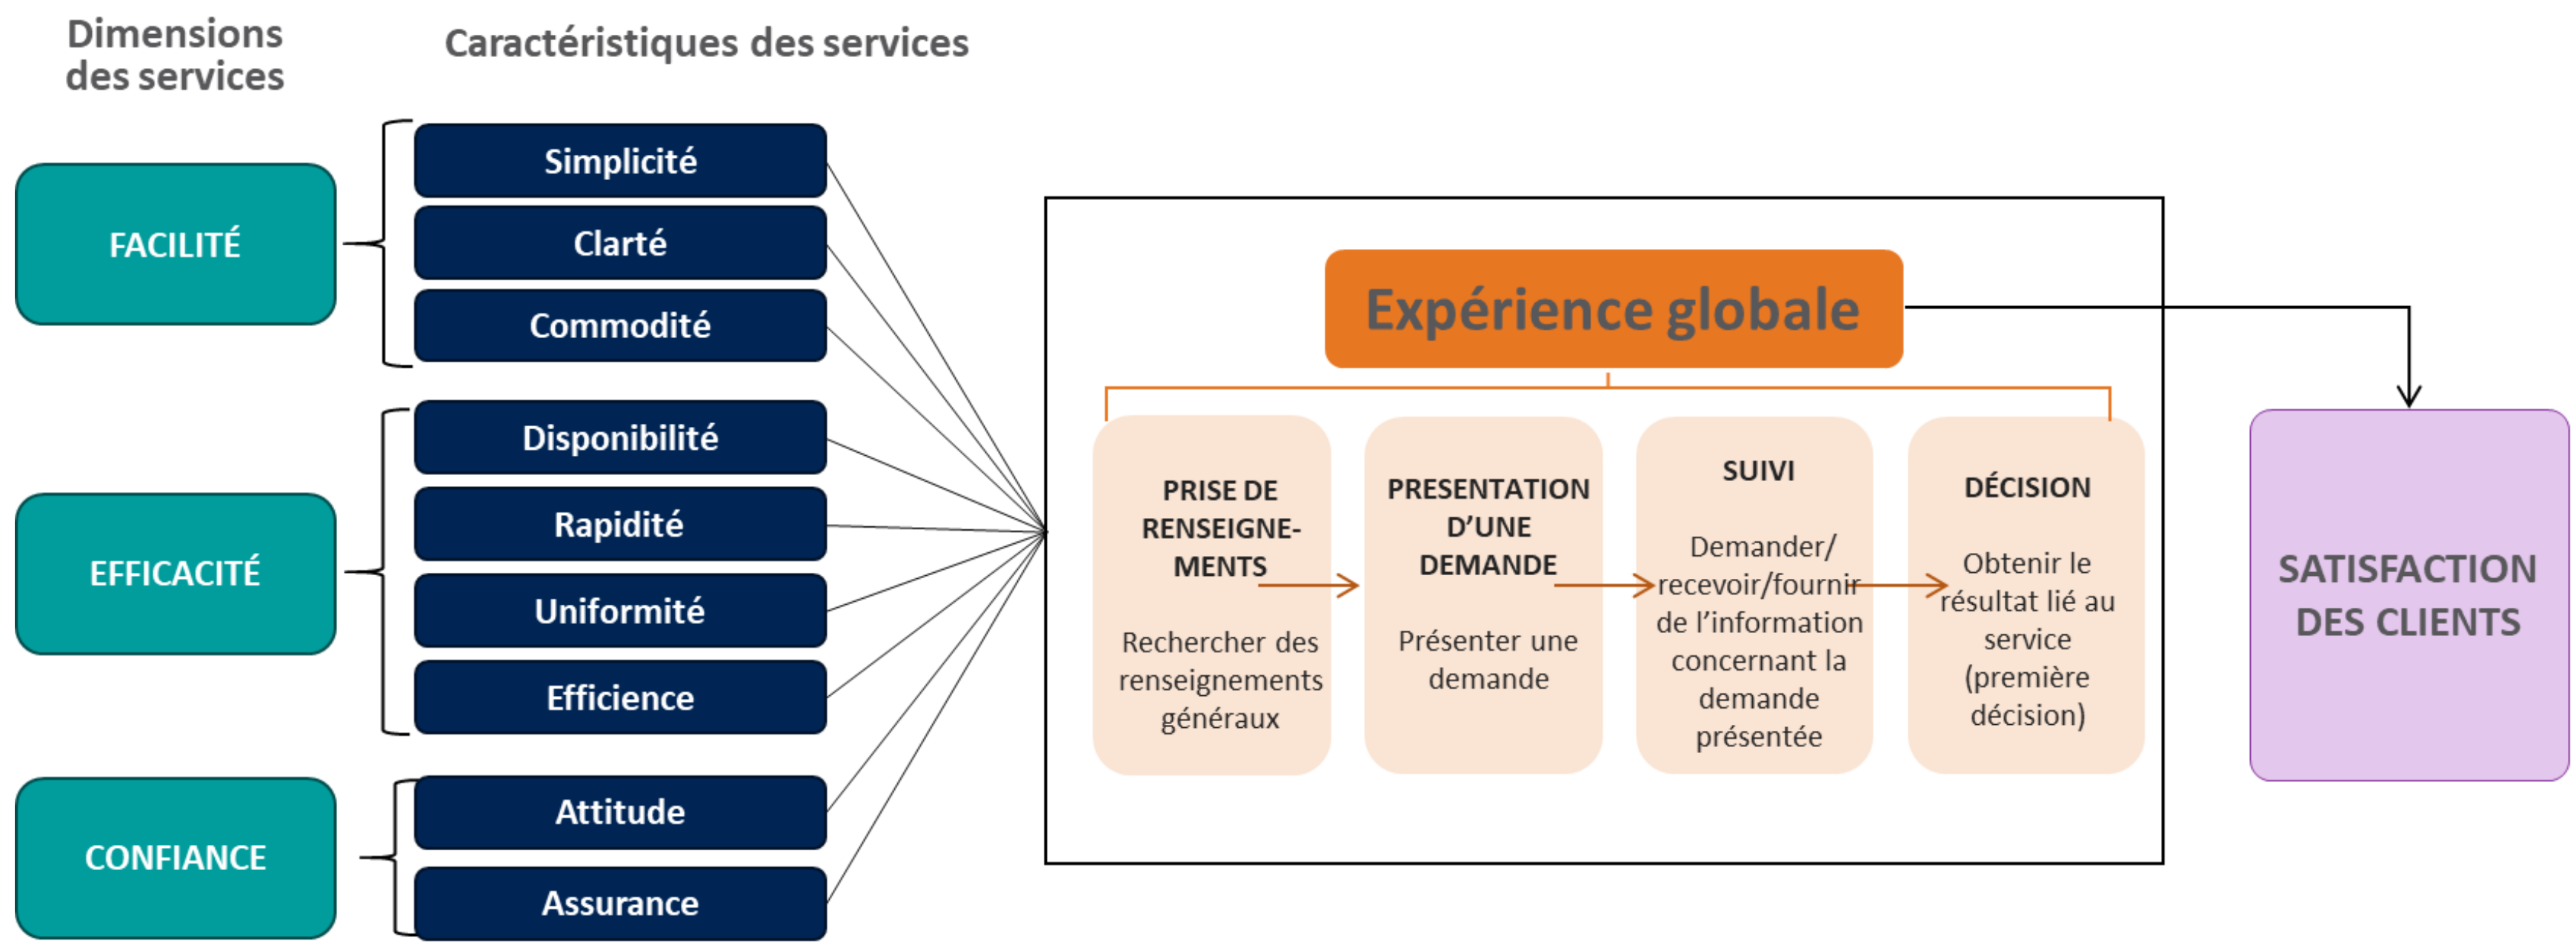 Dimensions
des services
Caractéristiques des services
FACILITÉ
Simplicité
Clarté
Commodité
EFFICACITÉ
Disponibilité
Rapidité
Uniformité
Efficience
CONFIANCE
Attitude
Assurance
Expérience globale
PRISE DE
RENSEIGNE-
MENTS
Rechercher des
renseignements
généraux
PRESENTATION
D’UNE
DEMANDE
Présenter une
demande
SUIVI
Demander/
recevoir/fournir
de l’information
concernant la
demande
présentée
DÉCISION
Obtenir le
résultat lié au
service
(première
décision)
SATISFACTION
DES CLIENTS